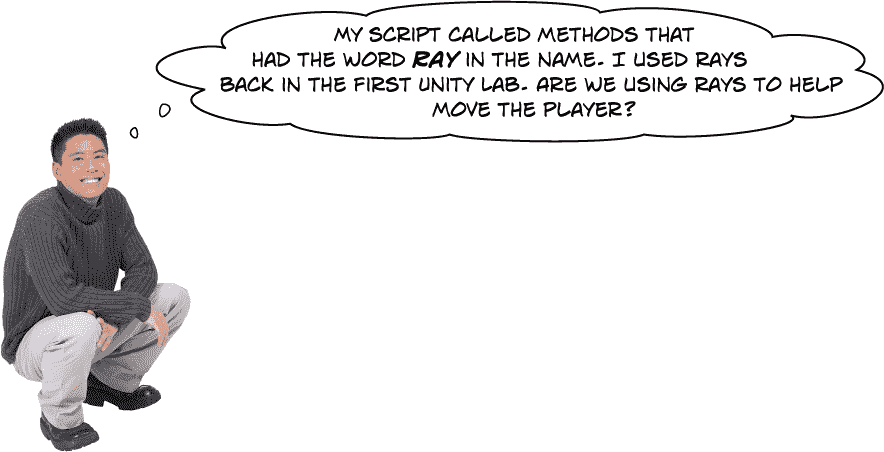 MY SCRIPT CALLED METHODS THAT
HAD THE WORD RAY IN THE NAME. I USED RAYS
BACK IN THE FIRST UNITY LAB. ARE WE USING RAYS TO HELP
MOVE THE PLAYER?